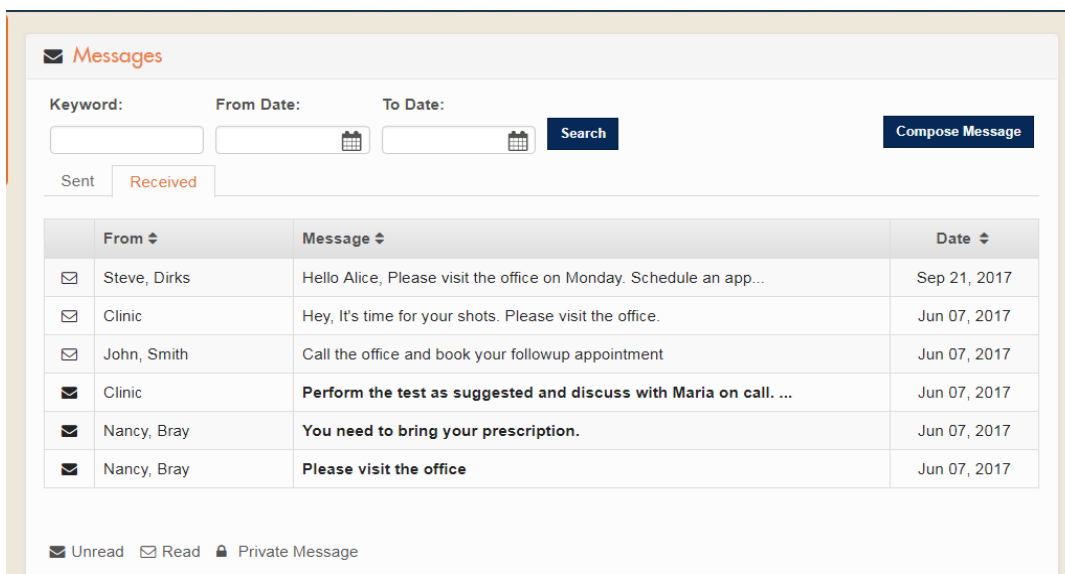 Messages
Keyword: From Date: To Date:
Search Compose Message
Sent Received
From Message Date
Steve, Dirks Hello Alice, Please visit the office on Monday. Schedule an app... Sep 21, 2017
Clinic Hey, It's time for your shots. Please visit the office. Jun 07, 2017
John, Smith Call the office and book your followup appointment Jun 07, 2017
Clinic Perform the test as suggested and discuss with Maria on call. ... Jun 07, 2017
Nancy, Bray You need to bring your prescription. Jun 07, 2017
Nancy, Bray Please visit the office Jun 07, 2017
Unread Read Private Message